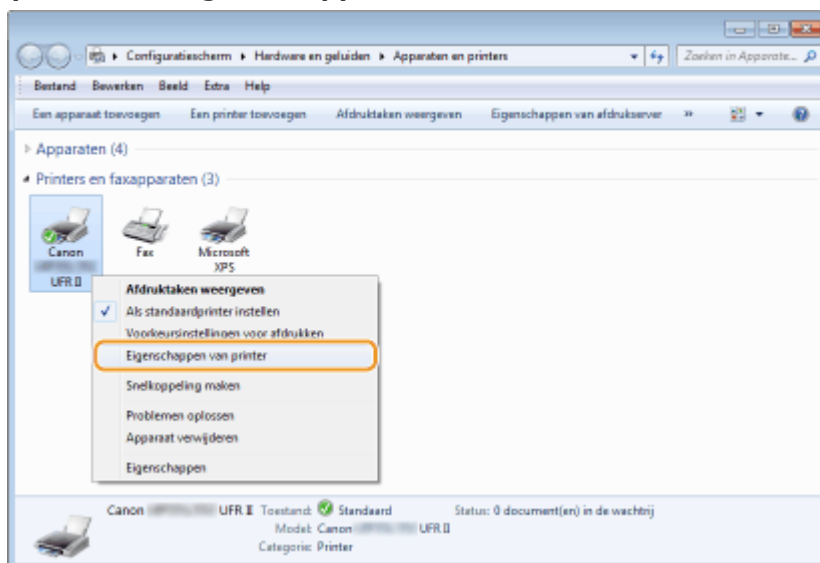 Configuratiescherm ▸ Hardware en geluiden ▸ Apparaten en printers
Zoeken in Apparate...
Bestand Bewerken Beeld Extra Help
Een apparaat toevoegen Een printer toevoegen Afdruktaken weergeven Eigenschappen van afdrukserver »
Apparaten (4)
Printers en faxapparaten (3)
Canon
UFR II
Fax
Microsoft
XPS
Afdruktaken weergeven
Als standaardprinter instellen
Voorkeursinstellingen voor afdrukken
Eigenschappen van printer
Snelkoppeling maken
Problemen oplossen
Apparaat verwijderen
Eigenschappen
Canon UFR II Toestand: Standaard Status: 0 document(en) in de wachtrij
Model: Canon UFR II
Categorie: Printer